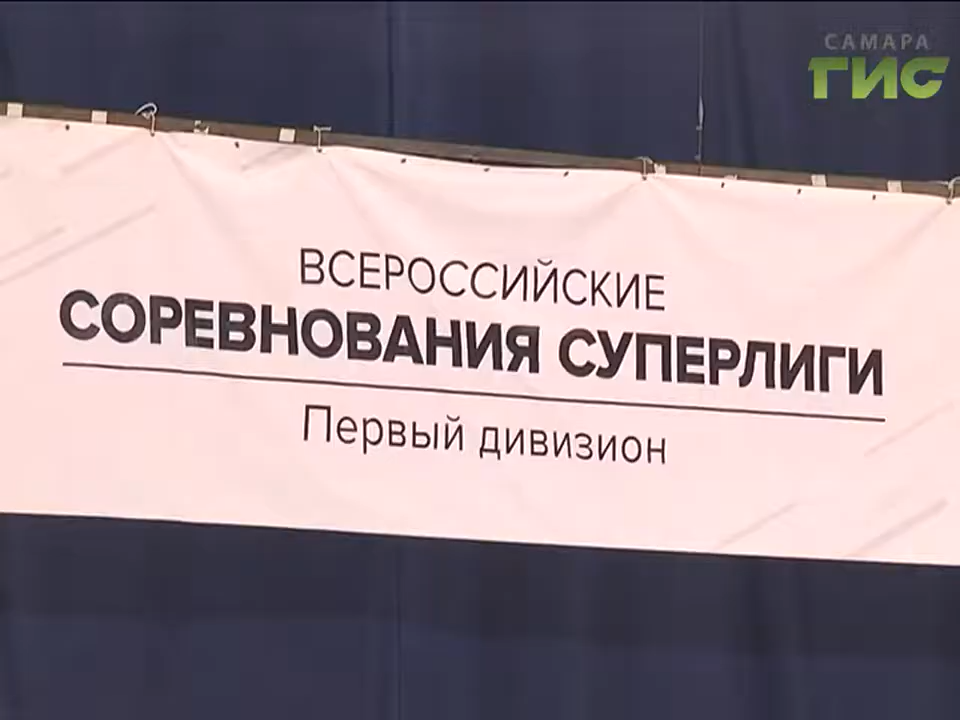 САМАРА
ГИС
ВСЕРОССИЙСКИЕ
СОРЕВНОВАНИЯ СУПЕРЛИГИ
Первый дивизион